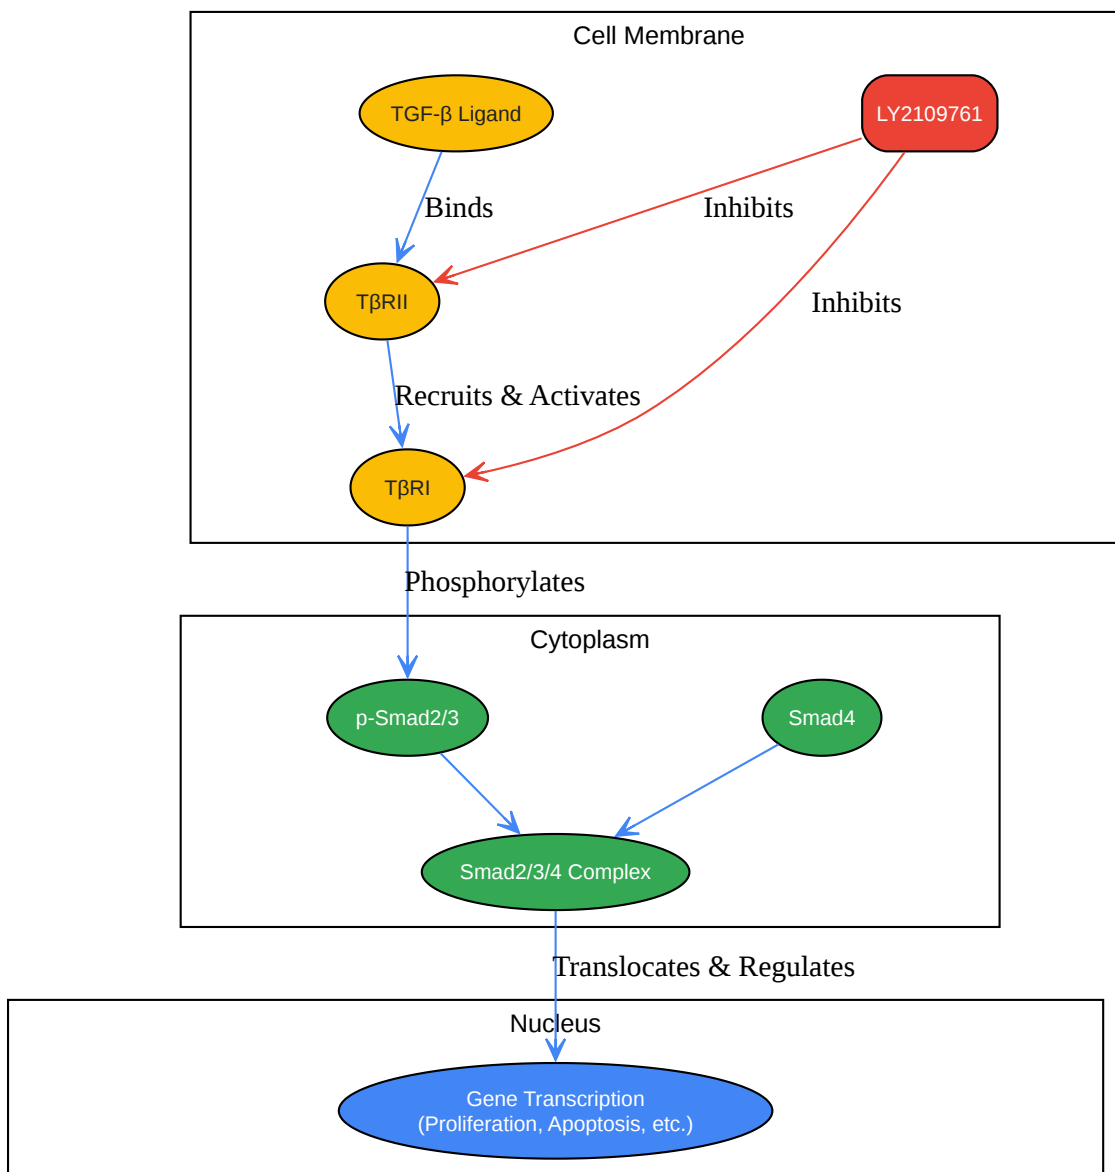 Cell Membrane
TGF-β Ligand
LY2109761
Binds
Inhibits
TβRII
Inhibits
Recruits & Activates
TβRI
Phosphorylates
Cytoplasm
p-Smad2/3
Smad4
Smad2/3/4 Complex
Translocates & Regulates
Nucleus
Gene Transcription
(Proliferation, Apoptosis, etc.)